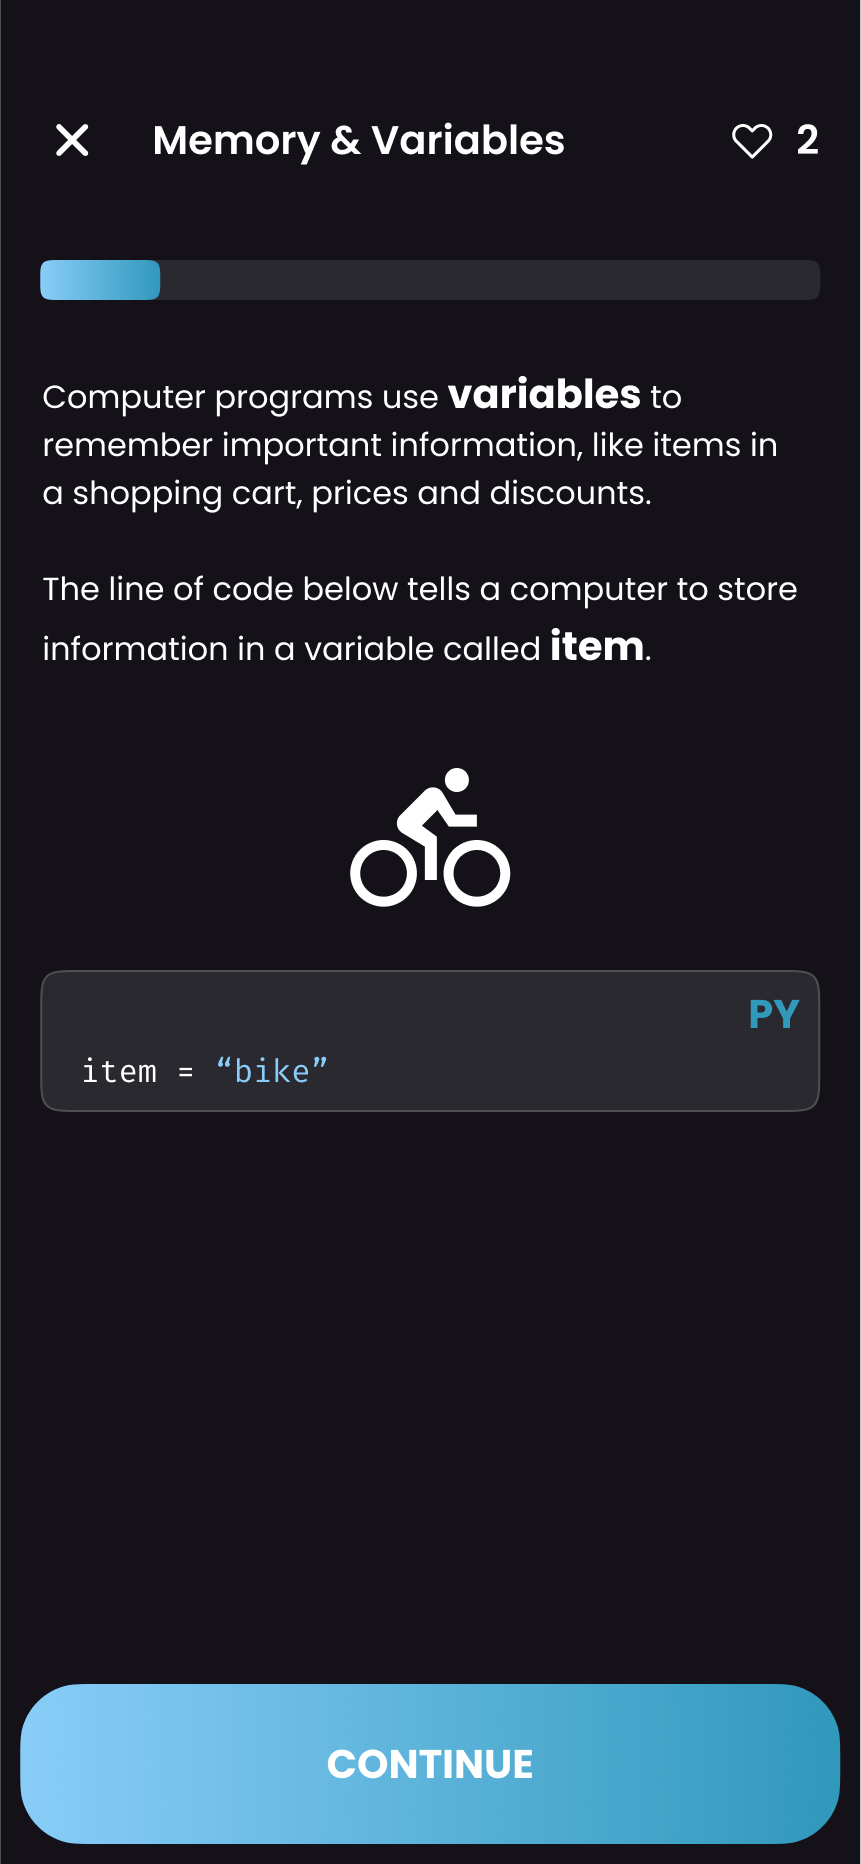 Memory & Variables
2
Computer programs use variables to
remember important information, like items in
a shopping cart, prices and discounts.
The line of code below tells a computer to store
information in a variable called item.
PY
item = “bike”
CONTINUE